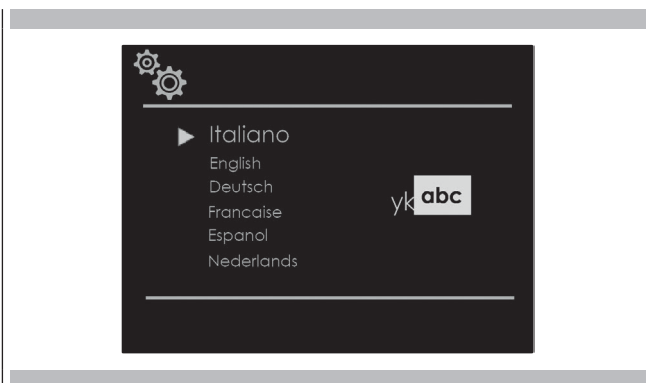 Italiano
English
Deutsch
Francaise
Espanol
Nederlands
yk abc